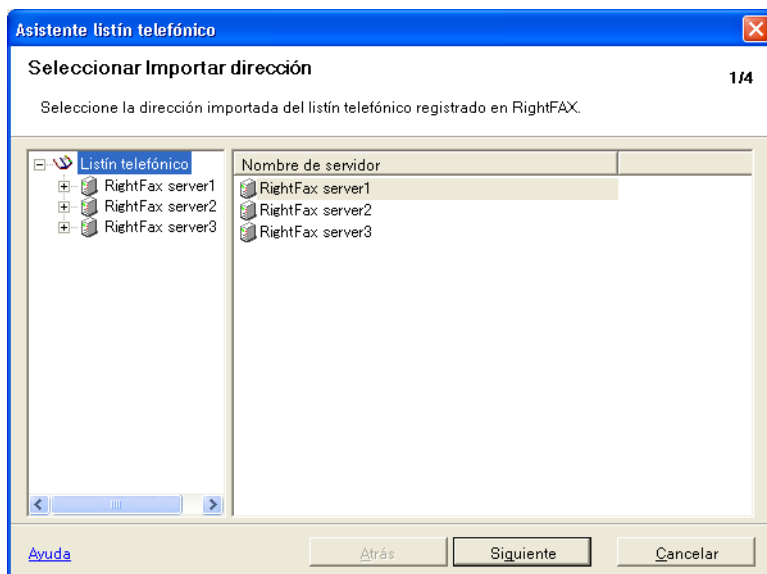 Asistente listín telefónico
Seleccionar Importar dirección
1/4
Seleccione la dirección importada del listín telefónico registrado en RightFAX.
Listín telefónico
RightFax server1
RightFax server2
RightFax server3
Nombre de servidor
RightFax server1
RightFax server2
RightFax server3
Ayuda
Atrás
Siguiente
Cancelar